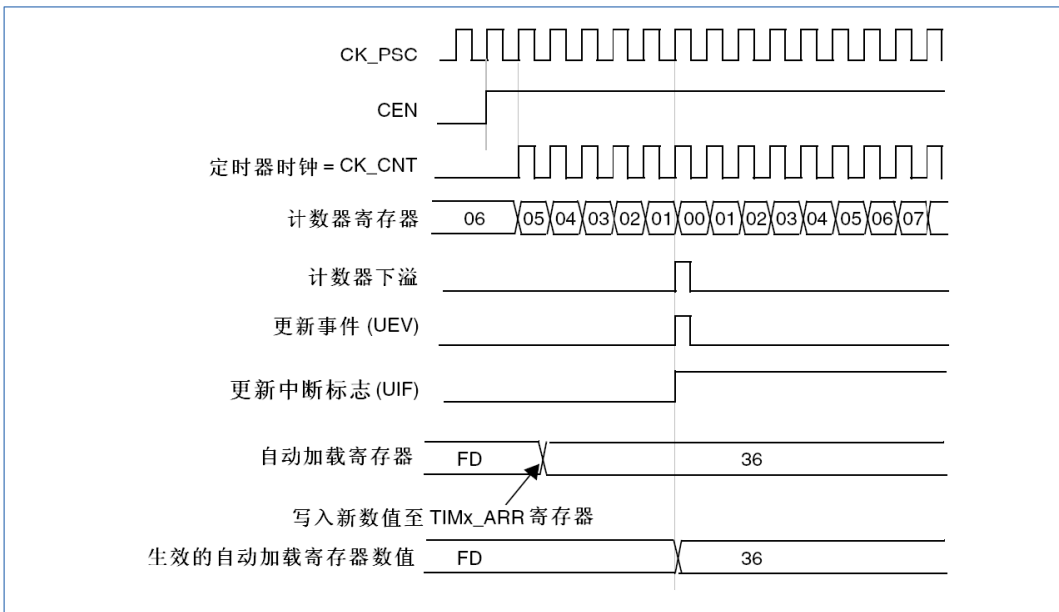 CK_PSC
CEN
定时器时钟 = CK_CNT
计数器寄存器 06 05 04 03 02 01 00 01 02 03 04 05 06 07
计数器下溢
更新事件 (UEV)
更新中断标志 (UIF)
自动加载寄存器 FD 36
写入新数值至 TIMx_ARR 寄存器
生效的自动加载寄存器数值 FD 36